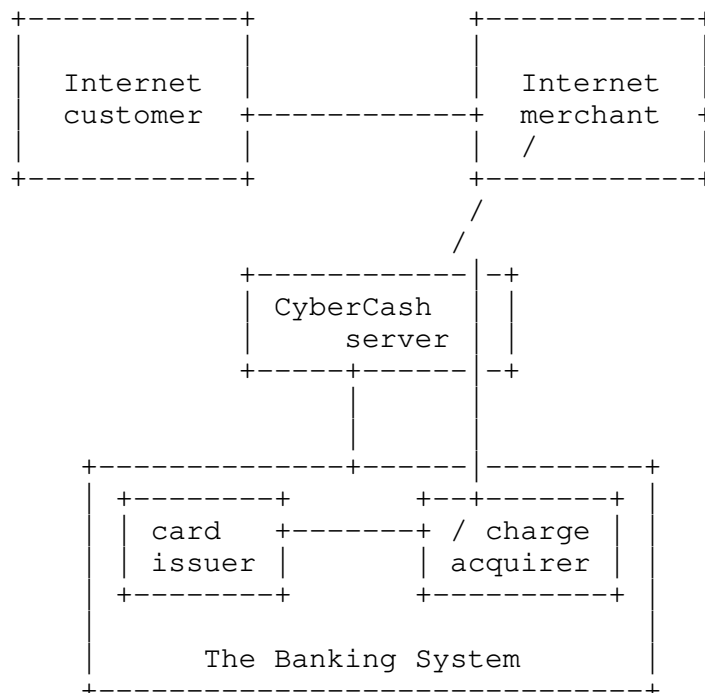 Internet
customer
Internet
merchant
CyberCash
server
card
issuer
charge
acquirer
The Banking System